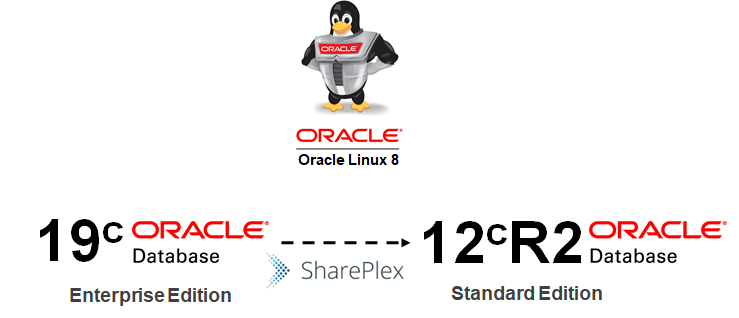 ORACLE
ORACLE
Oracle Linux 8
19c ORACLE
Database
Enterprise Edition
SharePlex
12cR2 ORACLE
Database
Standard Edition